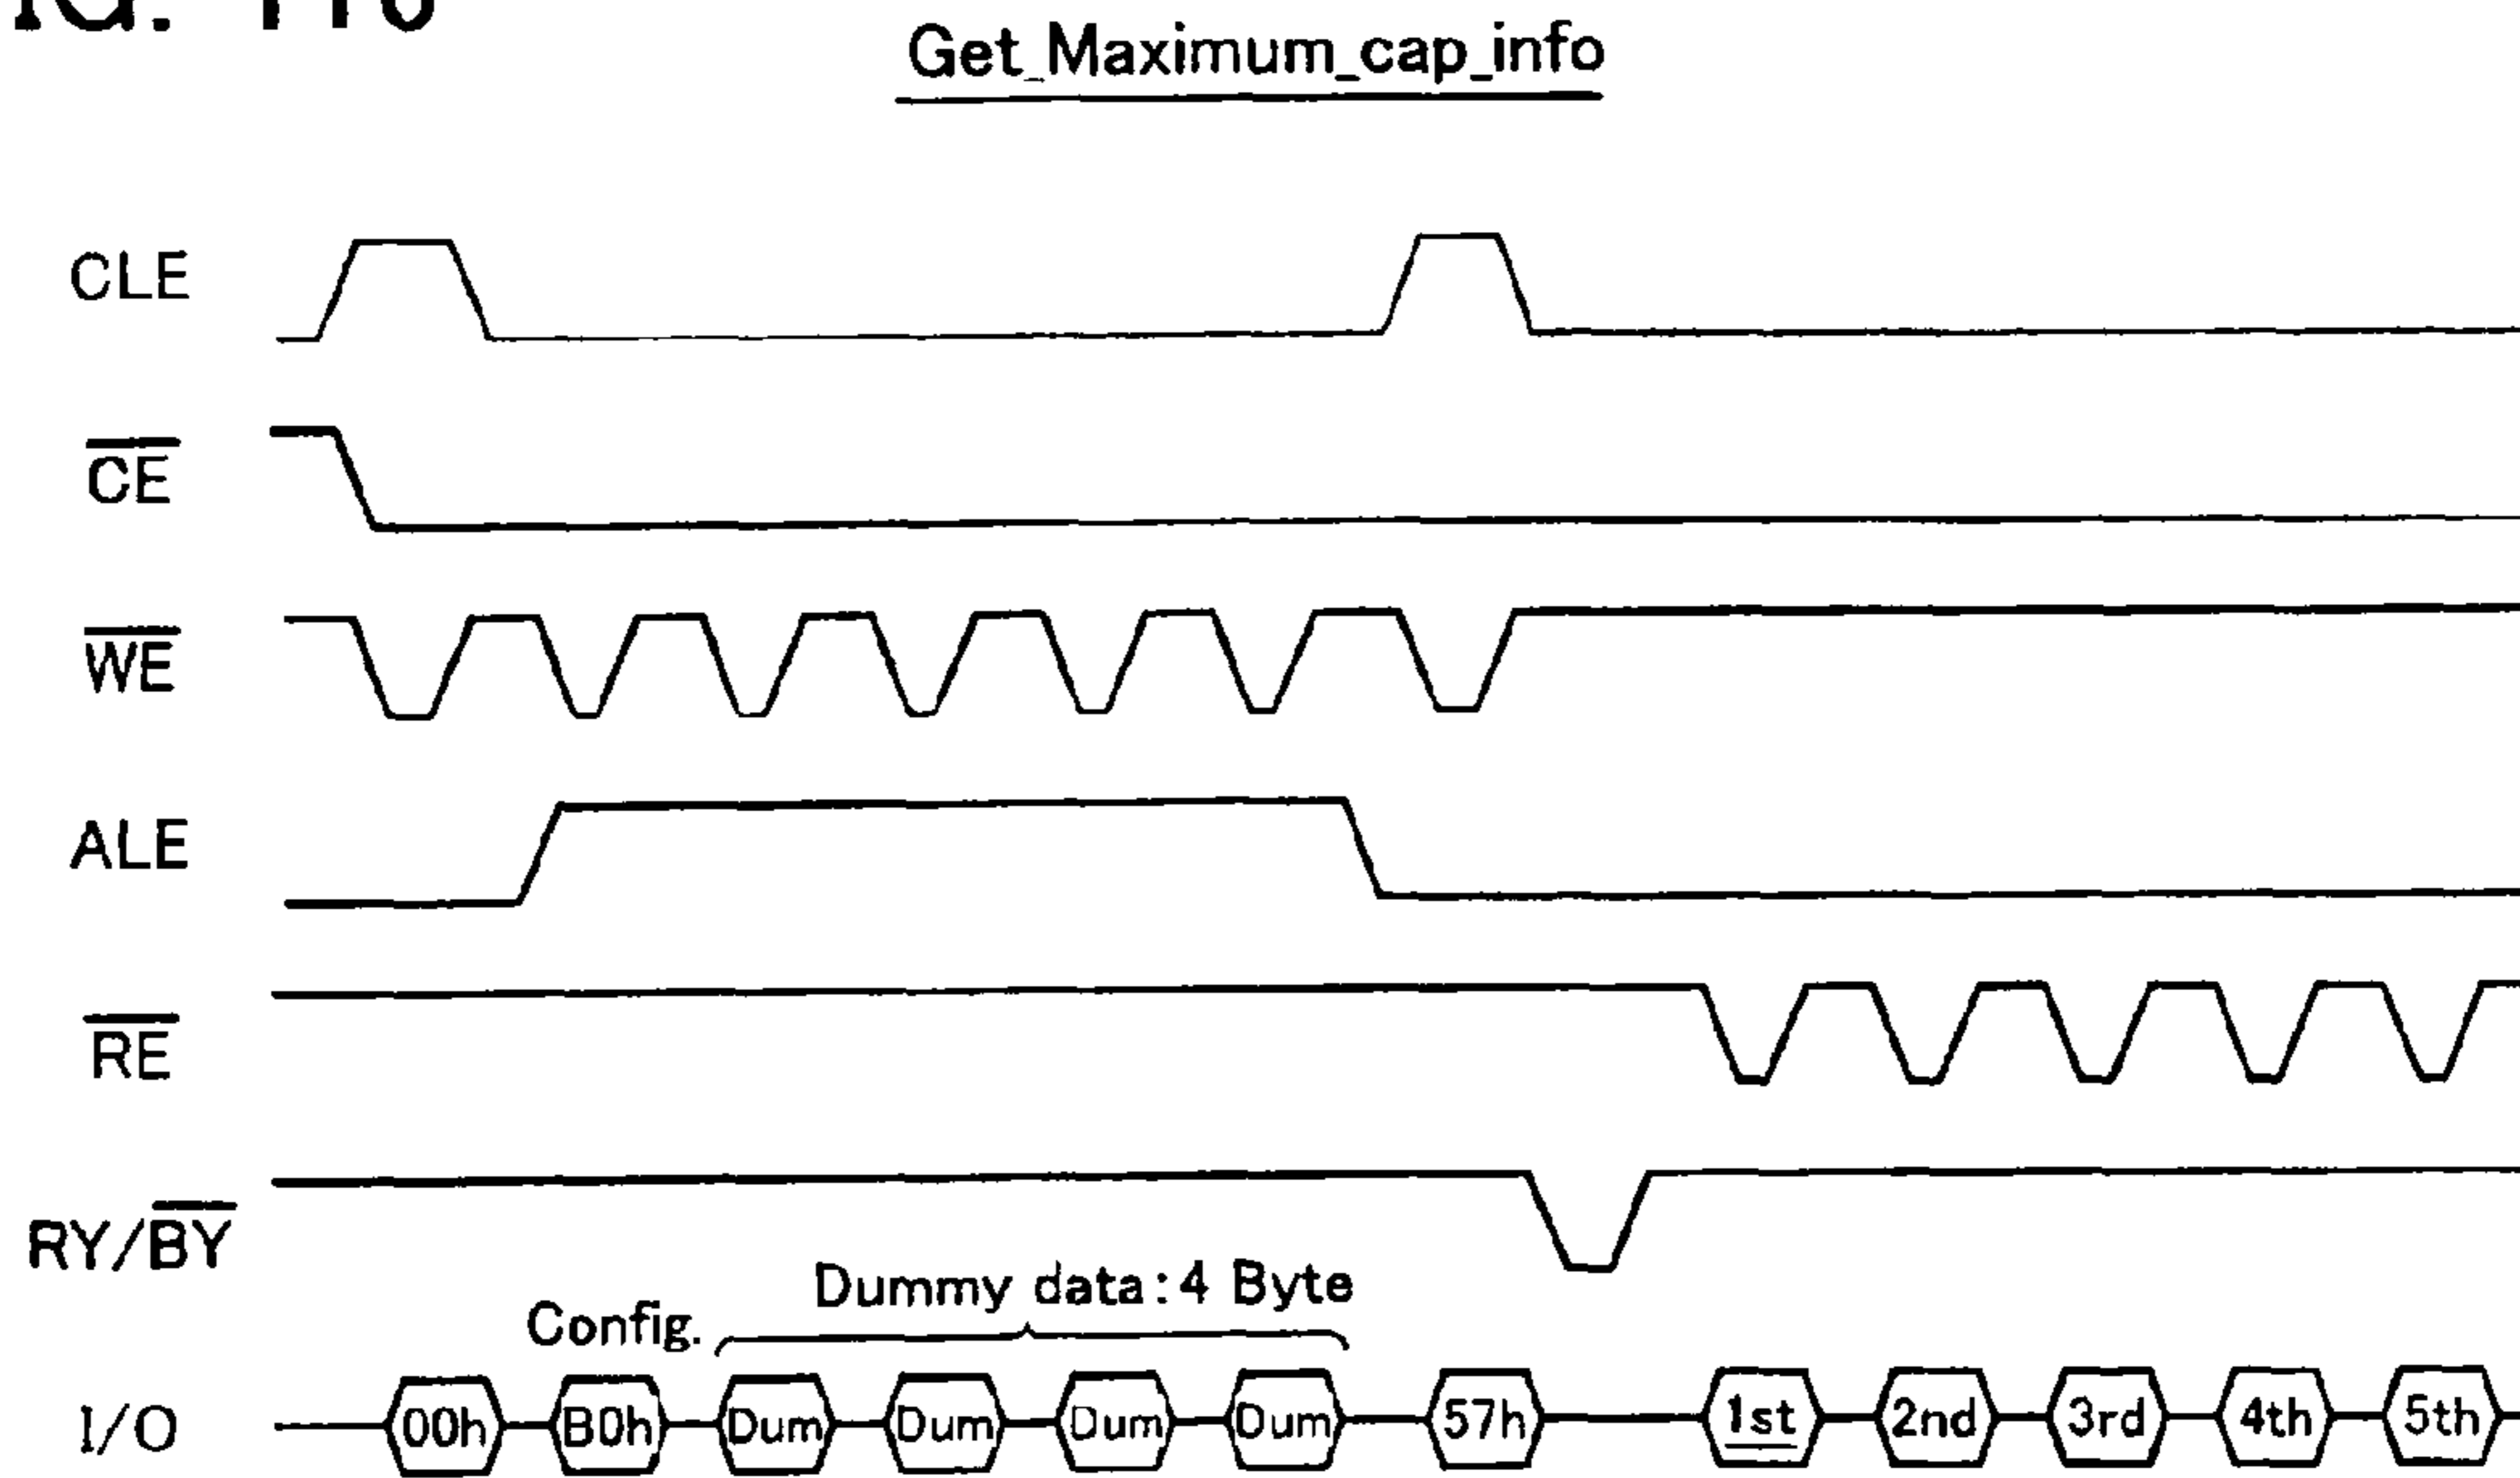 Get_Maximum_cap_info
CLE
CE
WE
ALE
RE
RY/BY
Dummy data:4 Byte
Config.
I/O 00h B0h Dum Dum Dum Dum 57h 1st 2nd 3rd 4th 5th